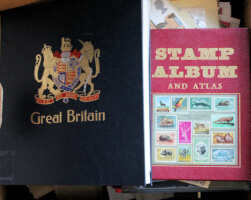 Great Britain
STAMP
ALBUM
AND ATLAS